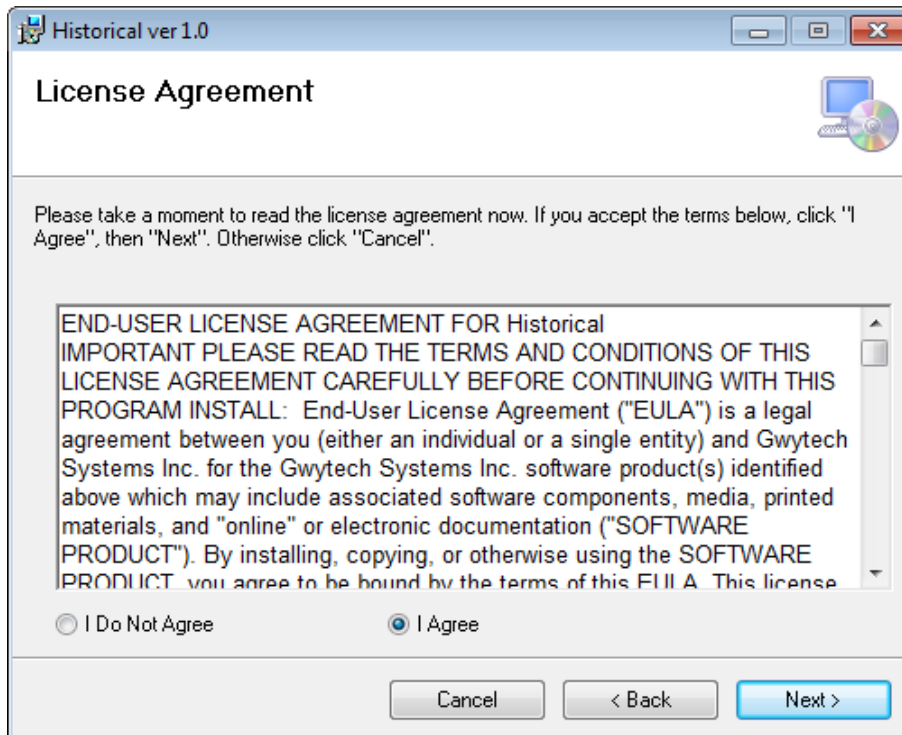 Historical ver 1.0
License Agreement
Please take a moment to read the license agreement now. If you accept the terms below, click "I
Agree", then "Next". Otherwise click "Cancel".
END-USER LICENSE AGREEMENT FOR Historical
IMPORTANT PLEASE READ THE TERMS AND CONDITIONS OF THIS
LICENSE AGREEMENT CAREFULLY BEFORE CONTINUING WITH THIS
PROGRAM INSTALL:  End-User License Agreement ("EULA") is a legal
agreement between you (either an individual or a single entity) and Gwytech
Systems Inc. for the Gwytech Systems Inc. software product(s) identified
above which may include associated software components, media, printed
materials, and "online" or electronic documentation ("SOFTWARE
PRODUCT"). By installing, copying, or otherwise using the SOFTWARE
PRODUCT, you agree to be bound by the terms of this EULA. This license
I Do Not Agree
I Agree
Cancel
< Back
Next >